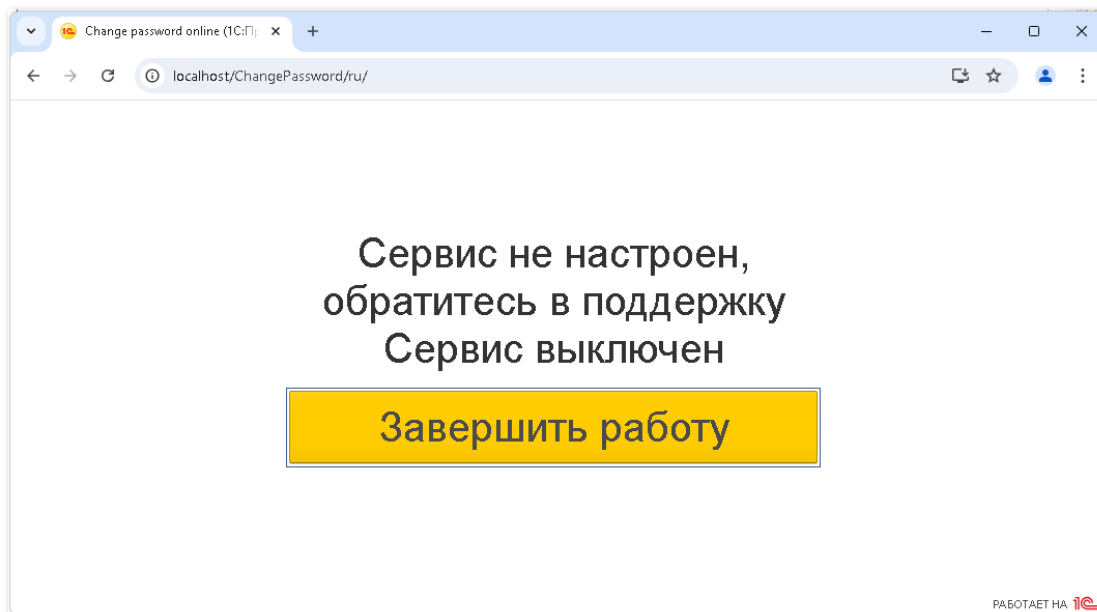 Change password online (1С:П
localhost/ChangePassword/ru/
Сервис не настроен,
обратитесь в поддержку
Сервис выключен
Завершить работу
РАБОТАЕТ НА 1С